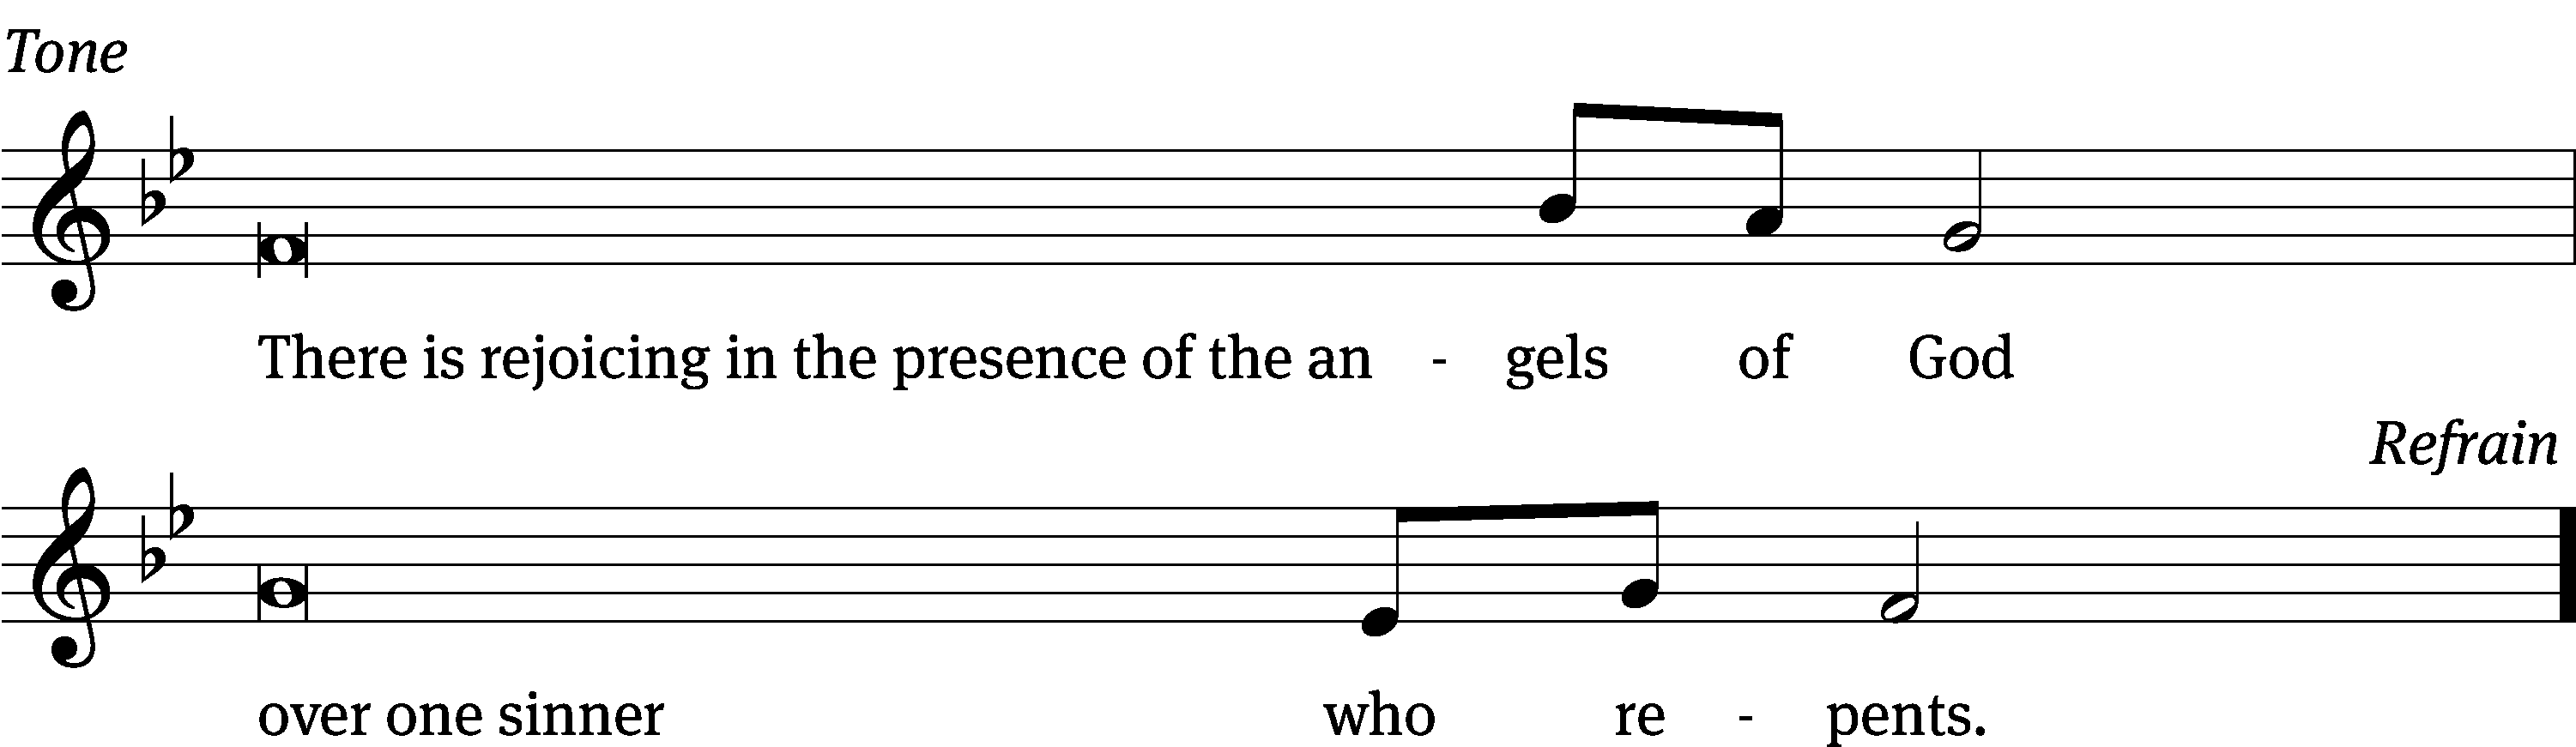 Tone
There is rejoicing in the presence of the an - gels of God
Refrain
over one sinner who re - pents.